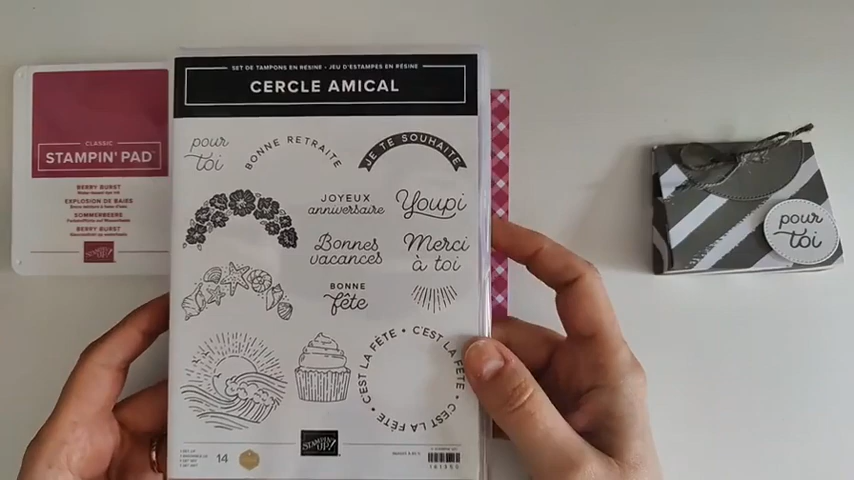 SET DE TAMPONS EN RÉSINE • JEU D'ESTAMPES EN RÉSINE
CERCLE AMICAL
pour
toi
BONNE RETRAITE
JE TE SOUHAITE
JOYEUX
anniversaire
Youpi
Bonnes
vacances
Merci
à toi
BONNE
fête
C'EST LA FÊTE • C'EST LA FÊTE • C'EST LA FÊTE •
STAMPIN' UP!
14
CLASSIC
STAMPIN' PAD
BERRY BURST
EXPLOSION DE BAIES
SOMMERBEERE
BERRY BURST
STAMPIN' UP!
pour
toi